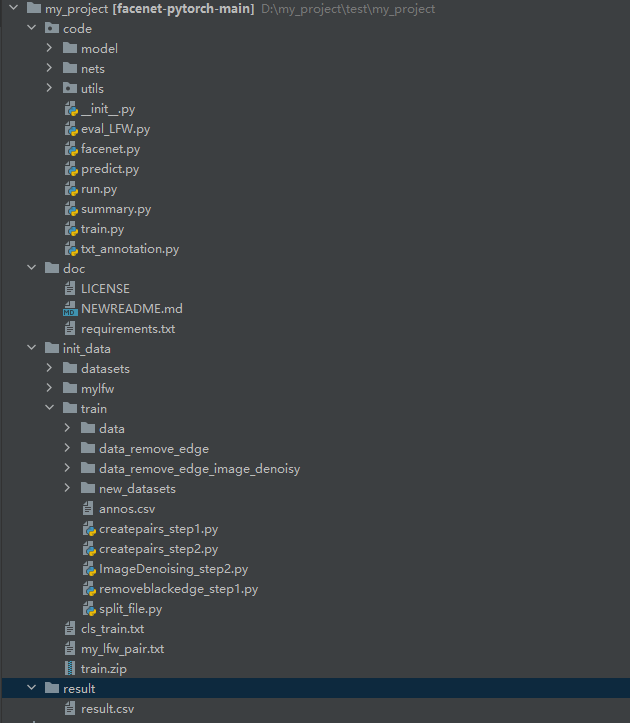 my_project [facenet-pytorch-main] D:\my_project\test\my_project
code
model
nets
utils
__init__.py
eval_LFW.py
facenet.py
predict.py
run.py
summary.py
train.py
txt_annotation.py
doc
LICENSE
MD NEWREADME.md
requirements.txt
init_data
datasets
mylfw
train
data
data_remove_edge
data_remove_edge_image_denoisy
new_datasets
annos.csv
createpairs_step1.py
createpairs_step2.py
ImageDenoising_step2.py
removeblackedge_step1.py
split_file.py
cls_train.txt
my_lfw_pair.txt
train.zip
result
result.csv